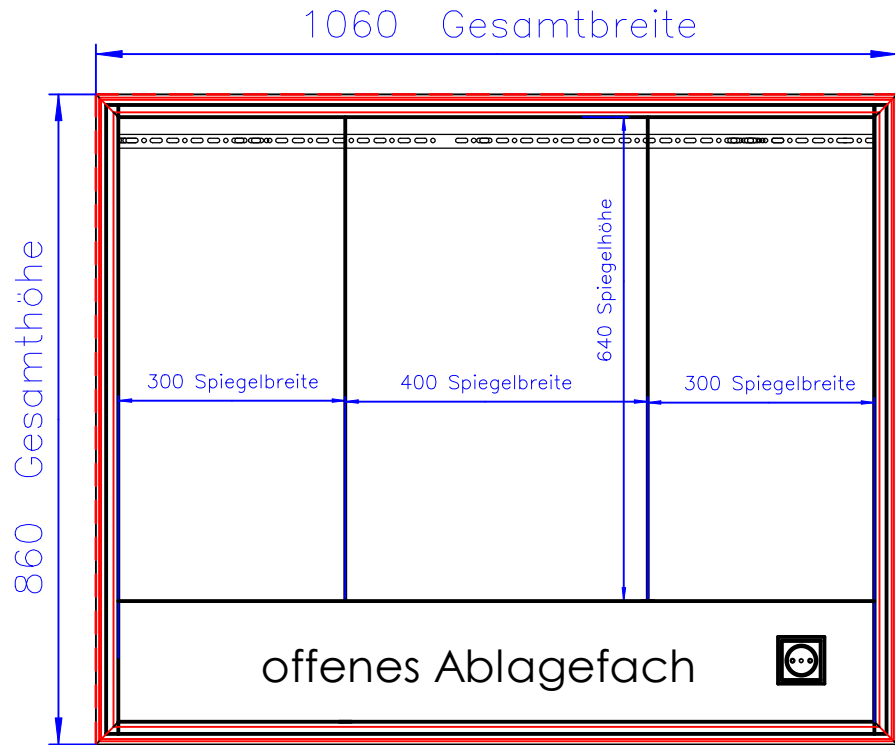 1060 Gesamtbreite
860 Gesamthöhe
640 Spiegelhöhe
300 Spiegelbreite
400 Spiegelbreite
300 Spiegelbreite
offenes Ablagefach